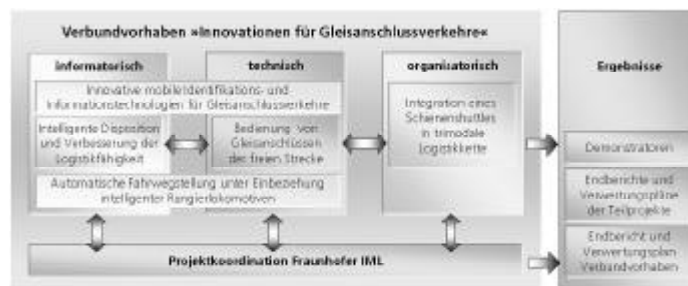 Verbundvorhaben »Innovationen für Gleisanschlussverkehre«
informatorisch
technisch
organisatorisch
Innovative mobile Identifikations- und
Informationstechnologien für Gleisanschlussverkehre
Intelligente Disposition
und Verbesserung der
Logistikfähigkeit
Bedienung von
Gleisanschlüssen
der freien Strecke
Integration eines
Schienenshuttles
in trimodale
Logistikkette
Automatische Fahrwegstellung unter Einbeziehung
intelligenter Rangierlokomotiven
Projektkoordination Fraunhofer IML
Ergebnisse
Demonstratoren
Endberichte und
Verwertungspläne
der Teilprojekte
Endbericht und
Verwertungsplan
Verbundvorhaben